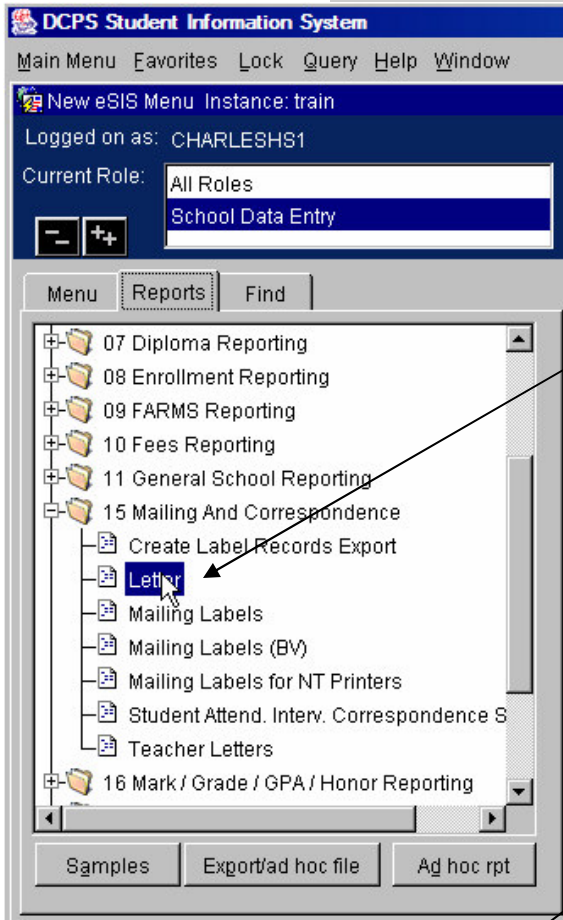 DCPS Student Information System
Main Menu Favorites Lock Query Help Window
New eSIS Menu Instance: train
Logged on as: CHARLESHS1
Current Role:
All Roles
School Data Entry
Menu Reports Find
07 Diploma Reporting
08 Enrollment Reporting
09 FARMS Reporting
10 Fees Reporting
11 General School Reporting
15 Mailing And Correspondence
Create Label Records Export
Letter
Mailing Labels
Mailing Labels (BV)
Mailing Labels for NT Printers
Student Attend. Interv. Correspondence S
Teacher Letters
16 Mark / Grade / GPA / Honor Reporting
Samples Export/ad hoc file Ad hoc rpt